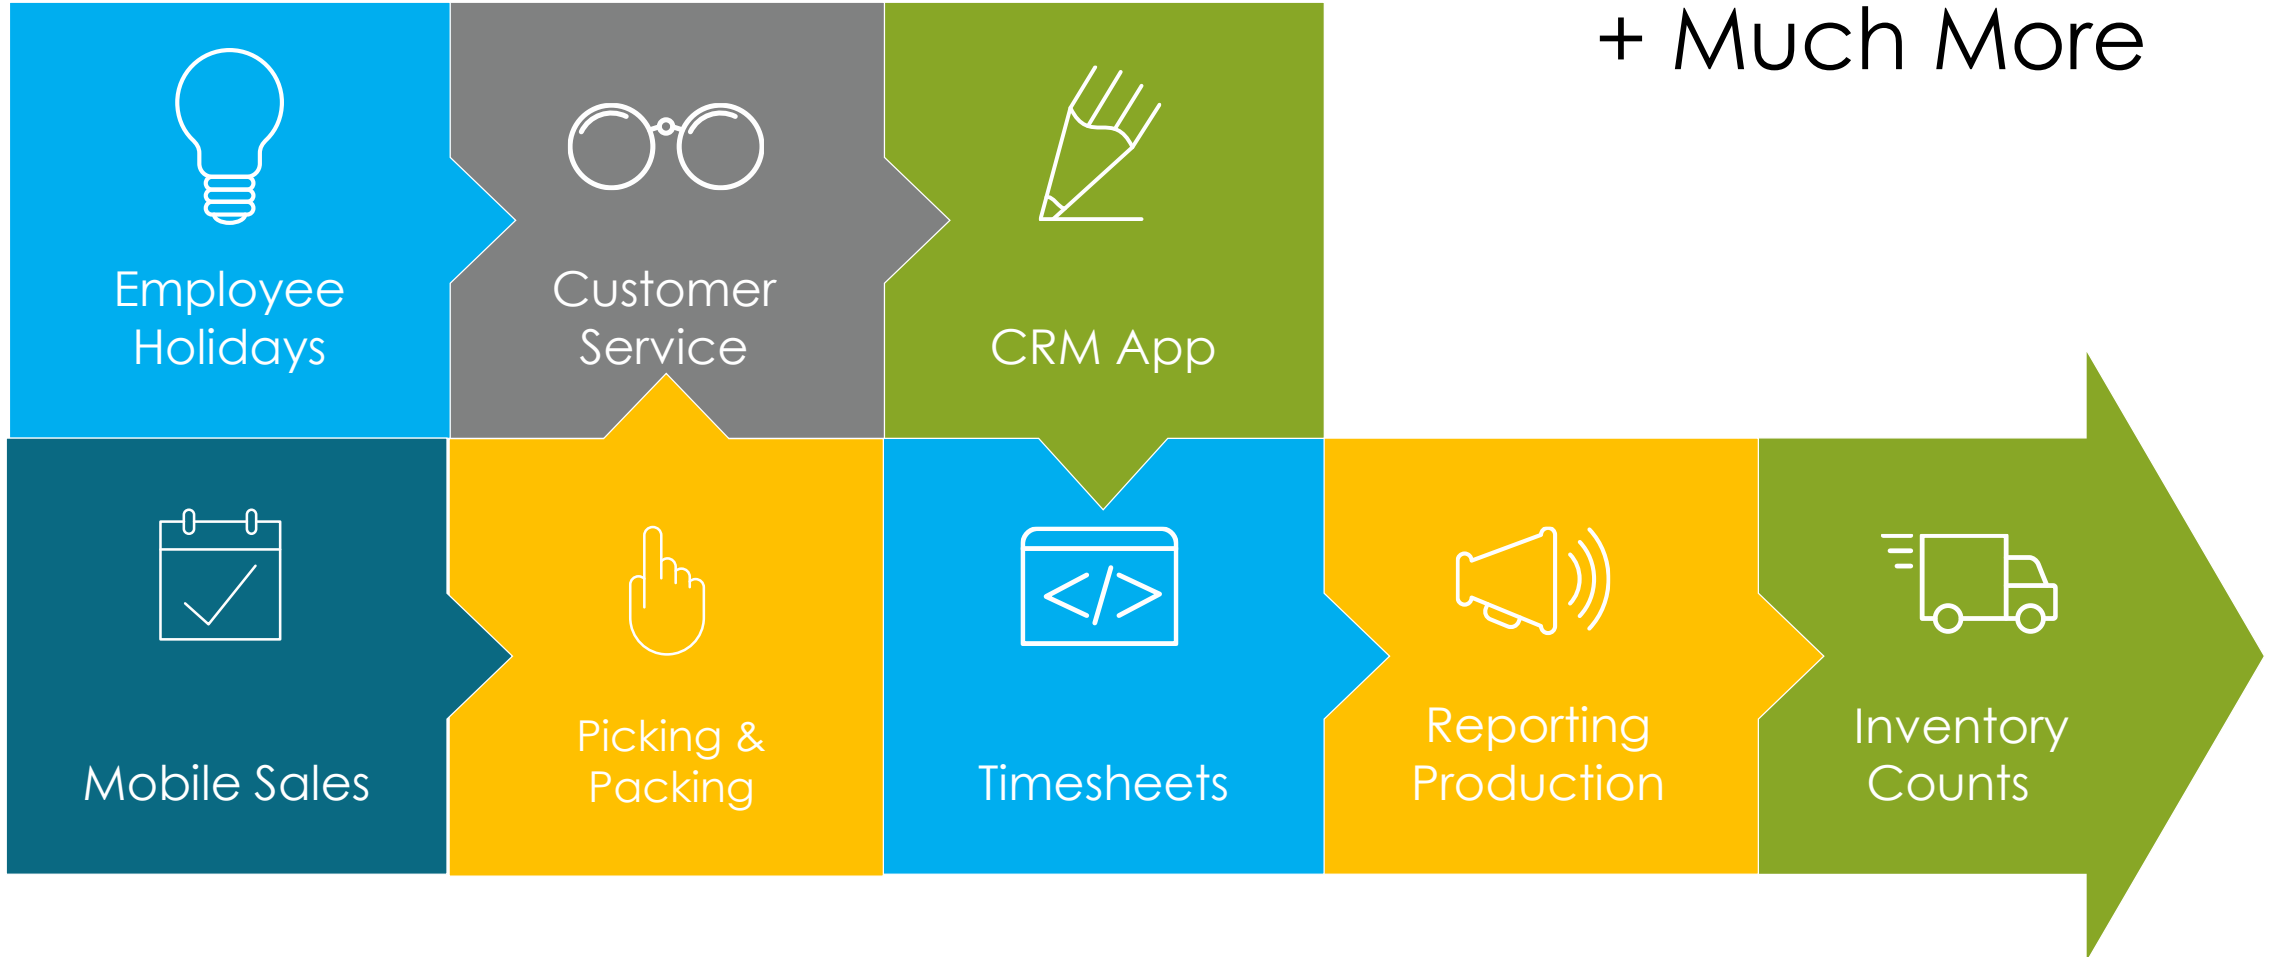 + Much More
Employee
Holidays
Customer
Service
CRM App
Mobile Sales
Picking &
Packing
</>
Timesheets
Reporting
Production
Inventory
Counts